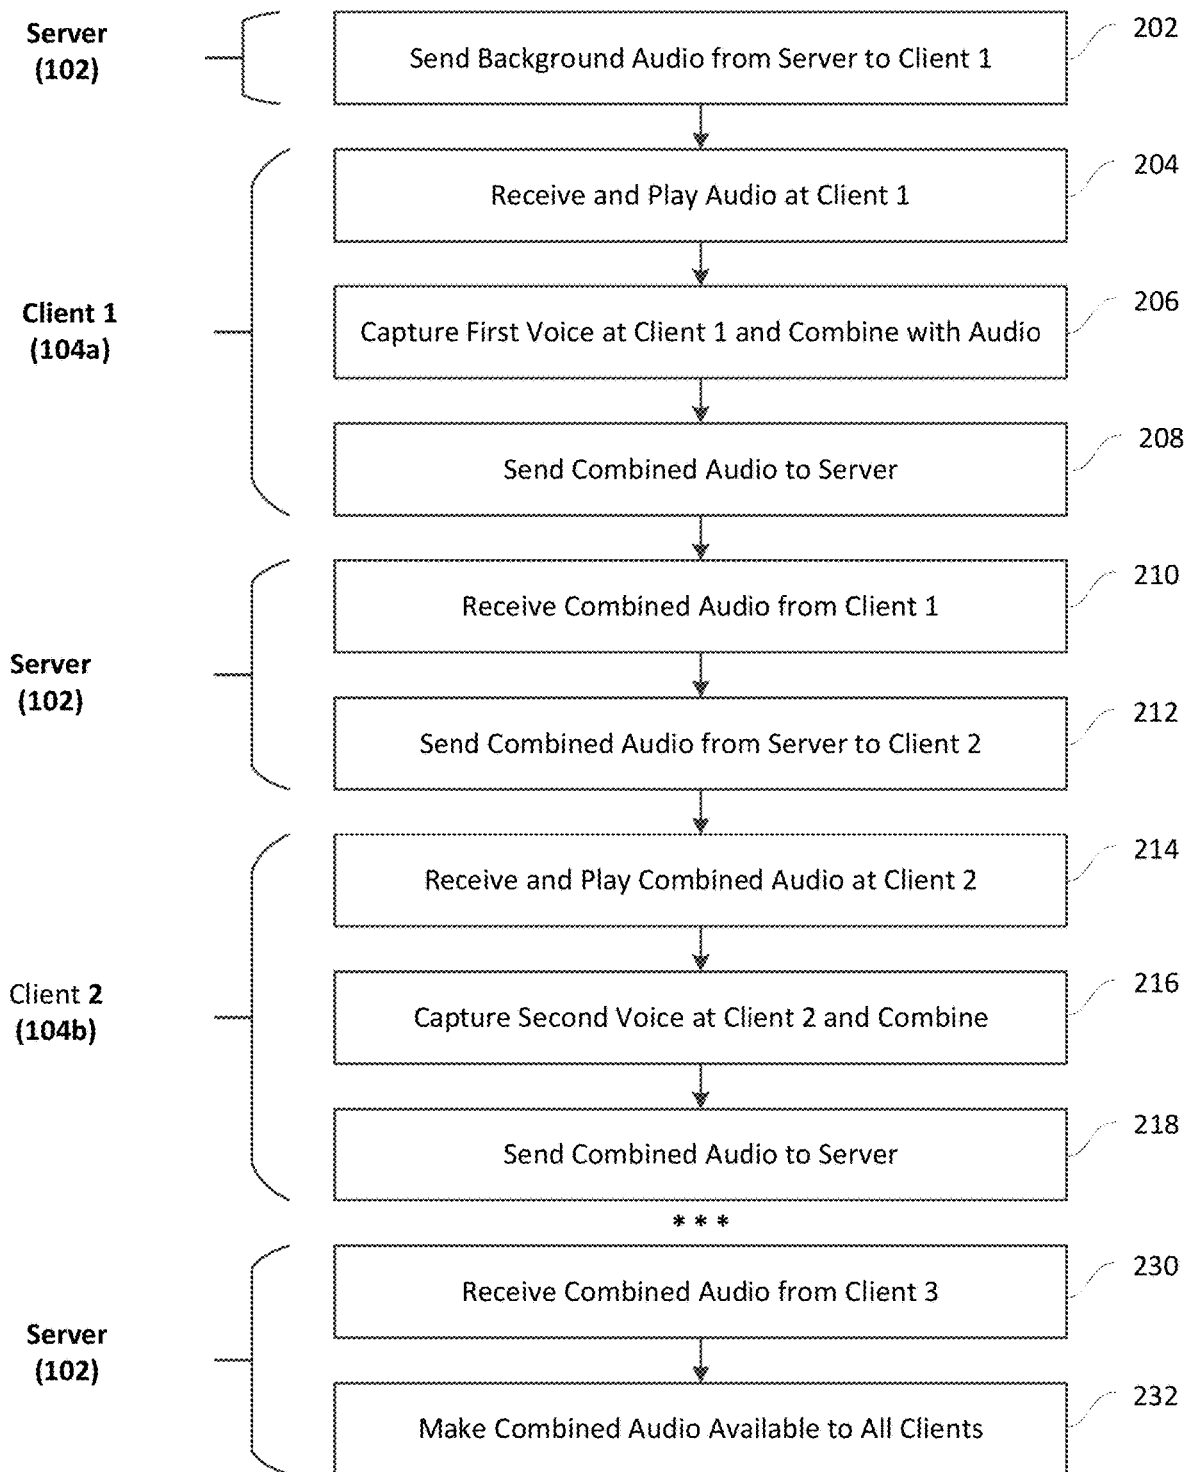 Server
(102)
Send Background Audio from Server to Client 1
202
Receive and Play Audio at Client 1
204
Client 1
(104a)
Capture First Voice at Client 1 and Combine with Audio
206
Send Combined Audio to Server
208
Server
(102)
Receive Combined Audio from Client 1
210
Send Combined Audio from Server to Client 2
212
Receive and Play Combined Audio at Client 2
214
Client 2
(104b)
Capture Second Voice at Client 2 and Combine
216
Send Combined Audio to Server
218
* * *
Server
(102)
Receive Combined Audio from Client 3
230
Make Combined Audio Available to All Clients
232